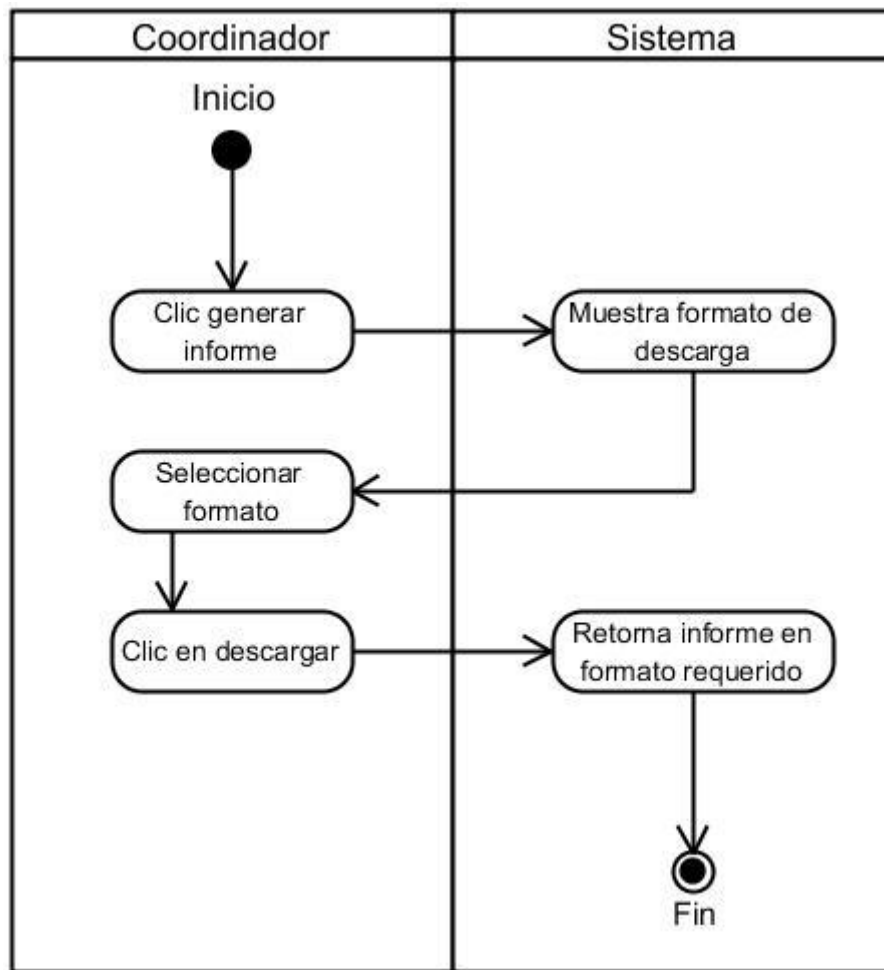 Coordinador
Sistema
Inicio
Clic generar
informe
Muestra formato de
descarga
Seleccionar
formato
Clic en descargar
Retorna informe en
formato requerido
Fin